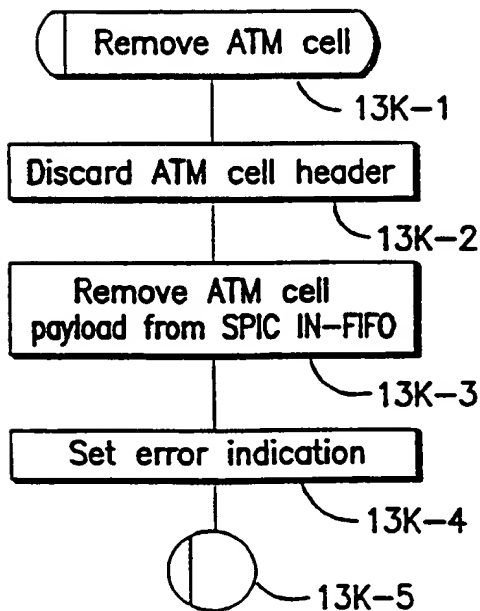 Remove ATM cell
13K-1
Discard ATM cell header
13K-2
Remove ATM cell
payload from SPIC IN-FIFO
13K-3
Set error indication
13K-4
13K-5